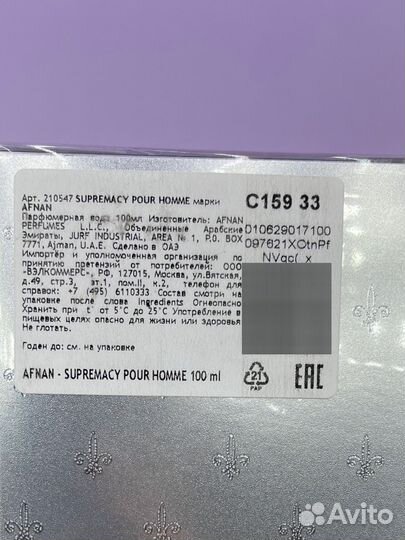 Арт. 210547 SUPREMACY POUR HOMME марки
AFNAN
Парфюмерная вода 100мл Изготовитель: AFNAN
PERFUMES L.L.C., Объединенные Арабские
Эмираты, JURF INDUSTRIAL, AREA № 1, P.O. BOX
7771, Ajman, U.A.E. Сделано в ОАЭ
Импортёр и уполномоченная организация по
принятию претензий от потребителей: ООО
«ВЭЛКОММЕРС», РФ, 127015, Москва, ул.Вятская,
д.49, стр.3, эт.1, пом.II, к.2, телефон для
справок: +7 (495) 6110333 Состав смотри на
упаковке после слова Ingredients Огнеопасно
Хранить при t° от 5°C до 25°C Употребление в
пищевых целях опасно для жизни или здоровья
Не глотать.
Годен до: см. на упаковке
AFNAN - SUPREMACY POUR HOMME 100 ml
C159 33
010629017100
097621XOtnPf
21
PAP
EAC
Avito